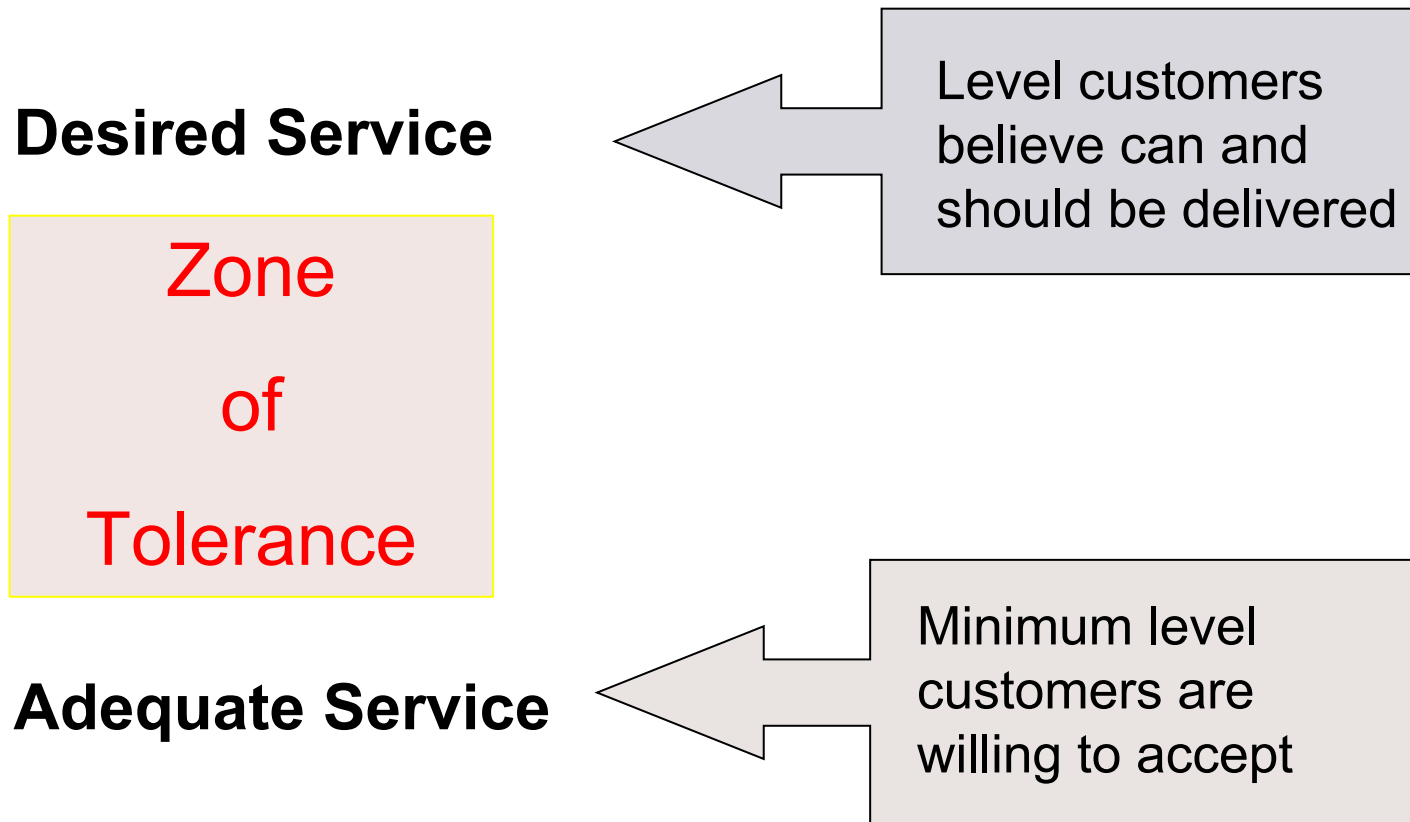 Desired Service
Level customers
believe can and
should be delivered
Zone
of
Tolerance
Adequate Service
Minimum level
customers are
willing to accept